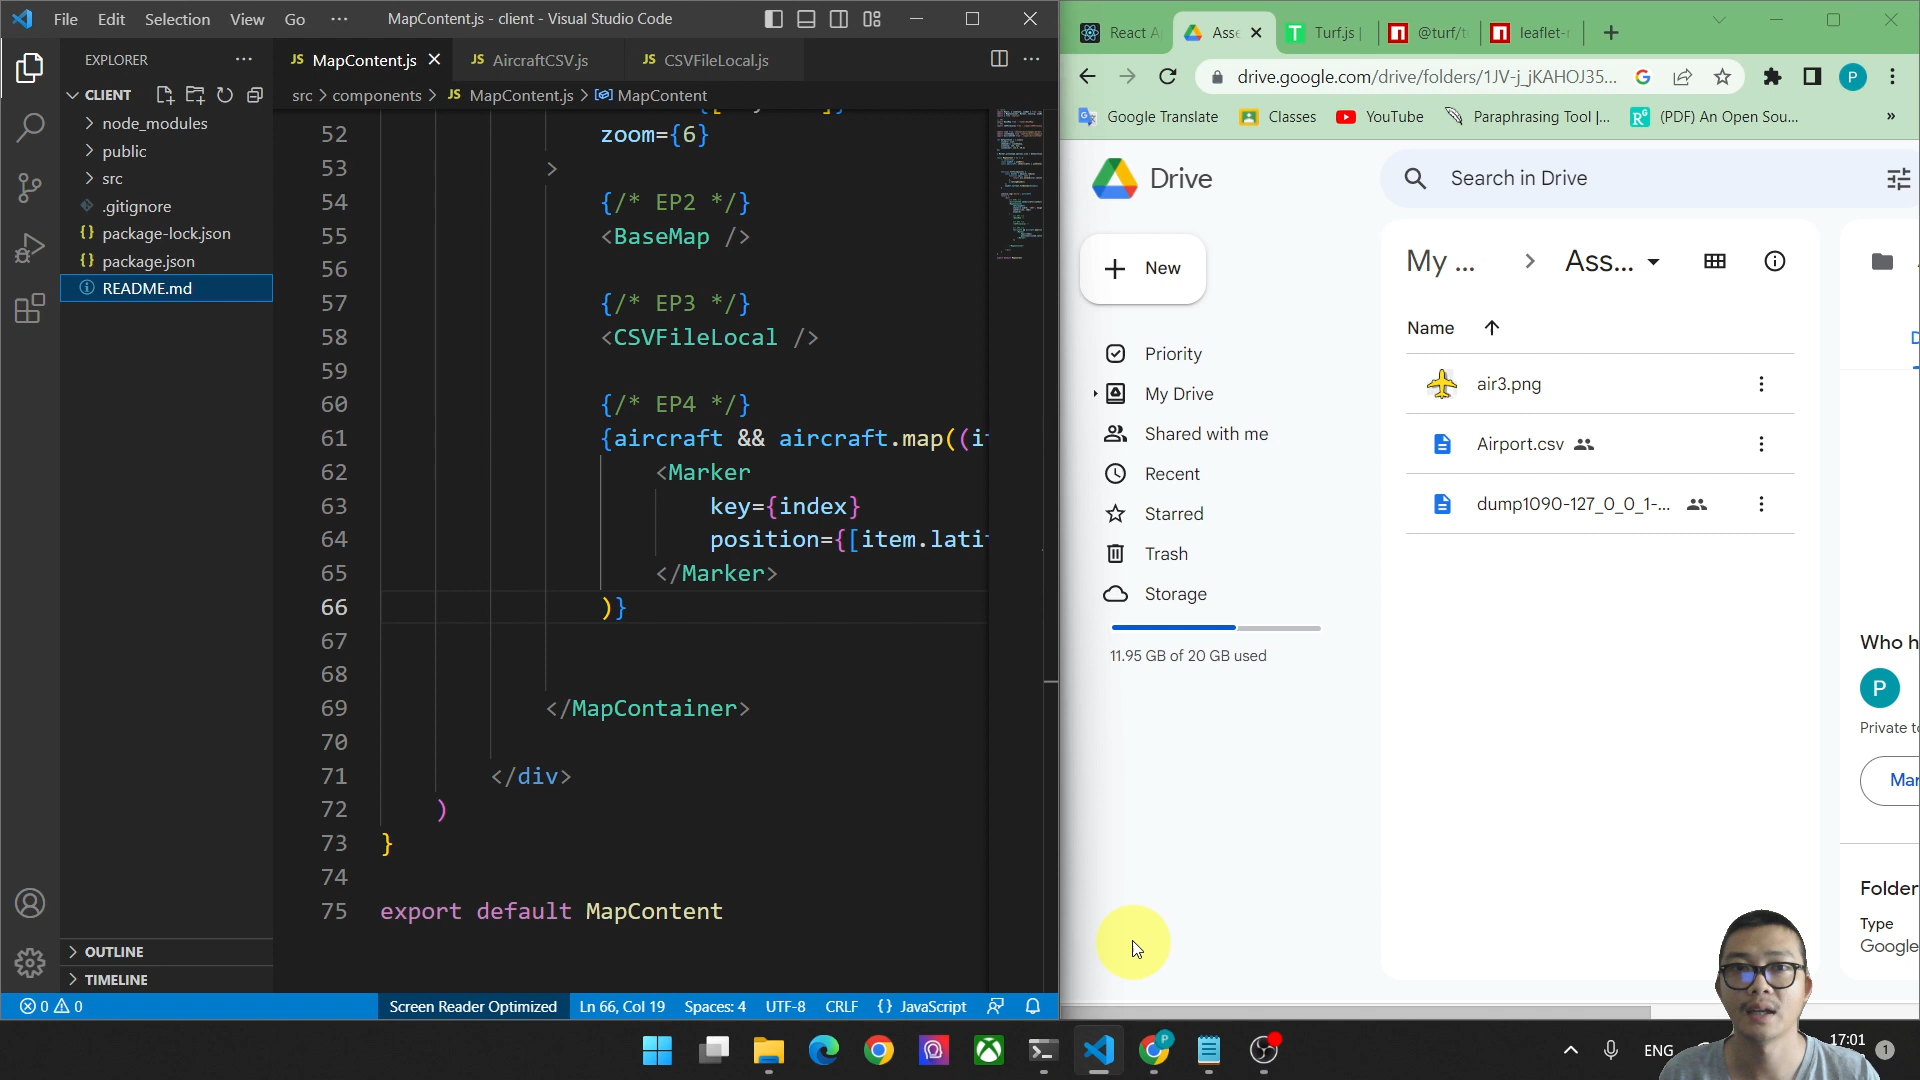 File Edit Selection View Go ··· MapContent.js - client - Visual Studio Code
EXPLORER ···
CLIENT
node_modules
public
src
.gitignore
{} package-lock.json
{} package.json
README.md
OUTLINE
TIMELINE
JS MapContent.js JS AircraftCSV.js JS CSVFileLocal.js
src > components > JS MapContent.js > MapContent
52 zoom={6}
53 >
54 {/* EP2 */}
55 <BaseMap />
56
57 {/* EP3 */}
58 <CSVFileLocal />
59
60 {/* EP4 */}
61 {aircraft && aircraft.map((i
62 <Marker
63 key={index}
64 position={[item.lati
65 </Marker>
66 )}
67
68
69 </MapContainer>
70
71 </div>
72 )
73 }
74
75 export default MapContent
0 0 Screen Reader Optimized Ln 66, Col 19 Spaces: 4 UTF-8 CRLF {} JavaScript
React Asse Turf.js | @turf/t leaflet-
drive.google.com/drive/folders/1JV-j_jKAHOJ35... P
Google Translate Classes YouTube Paraphrasing Tool |... (PDF) An Open Sou... »
Drive
Search in Drive
New
Priority
My Drive
Shared with me
Recent
Starred
Trash
Storage
11.95 GB of 20 GB used
My ... > Ass...
Name
air3.png
Airport.csv
dump1090-127_0_0_1-...
Who h
P
Private to
Folder
Type
Google
ENG 17:01
1